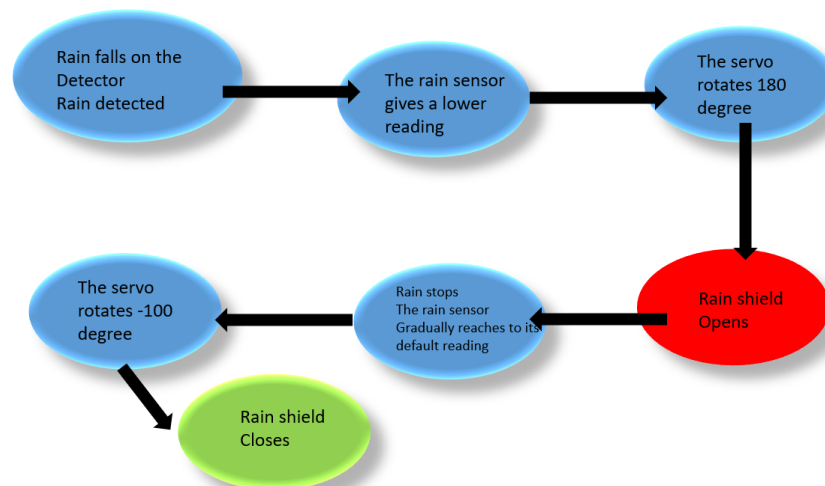 Rain falls on the
Detector
Rain detected
The rain sensor
gives a lower
reading
The servo
rotates 180
degree
Rain shield
Opens
Rain stops
The rain sensor
Gradually reaches to its
default reading
The servo
rotates -100
degree
Rain shield
Closes